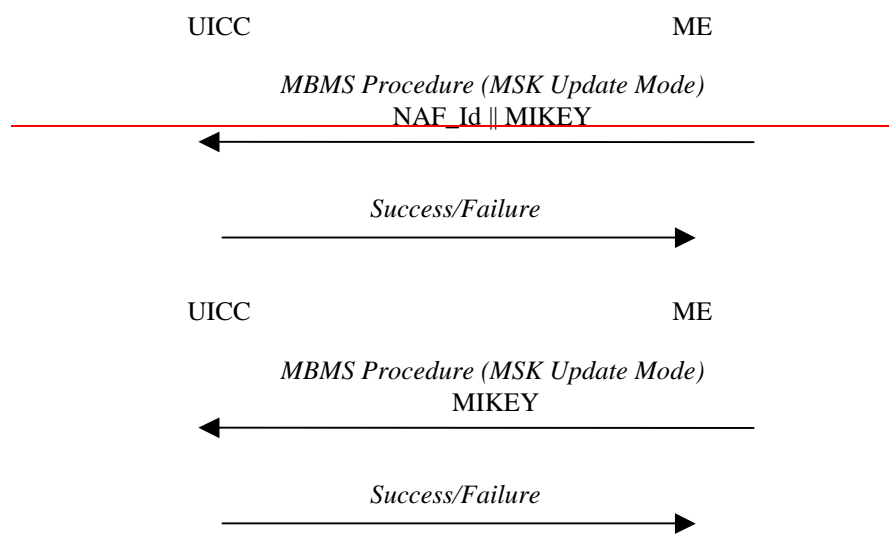 UICC ME
MBMS Procedure (MSK Update Mode)
NAF_Id || MIKEY
Success/Failure
UICC ME
MBMS Procedure (MSK Update Mode)
MIKEY
Success/Failure